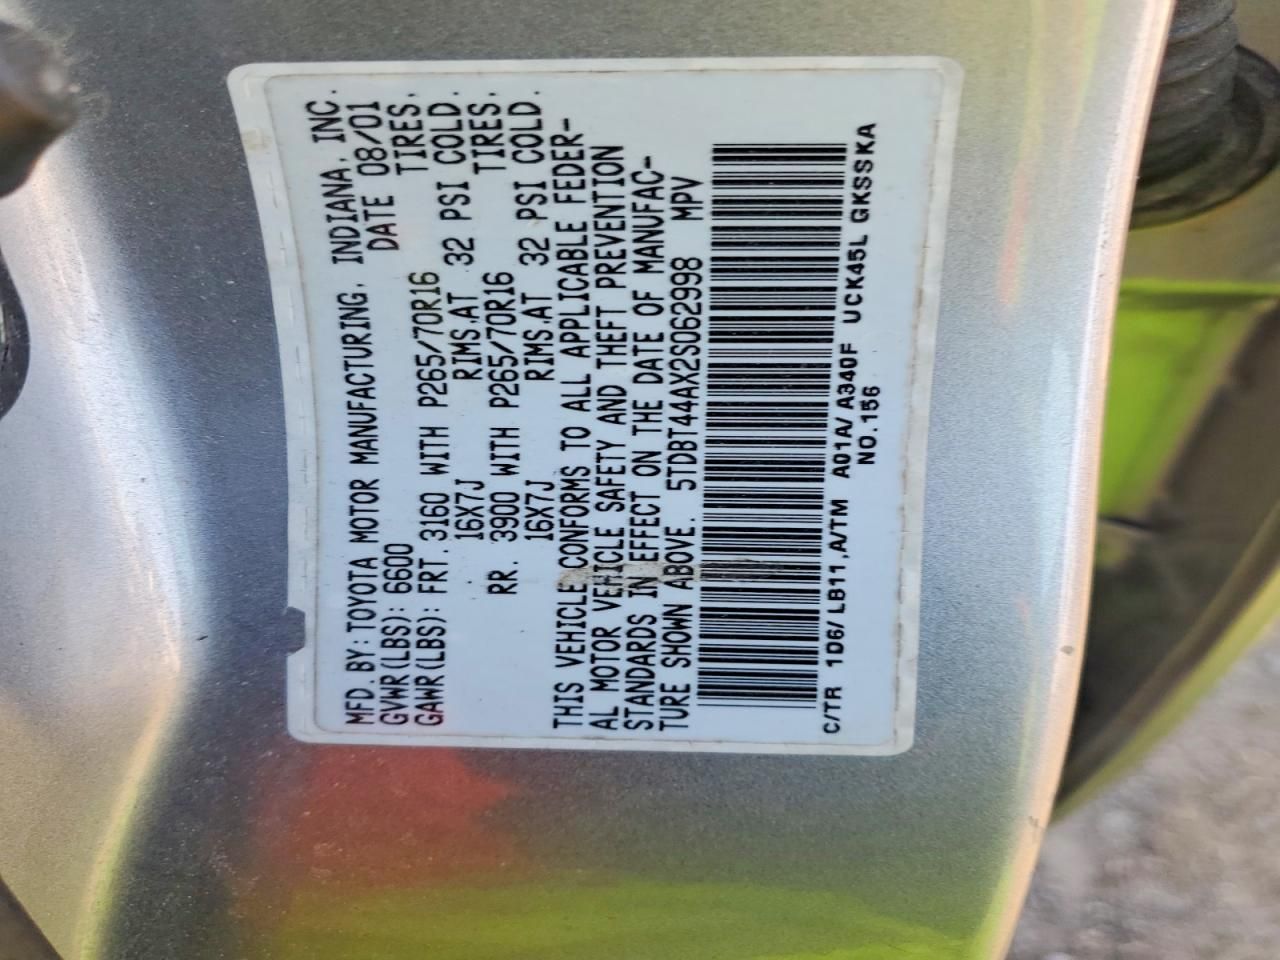 MFD. BY: TOYOTA MOTOR MANUFACTURING, INDIANA, INC.
GVWR(LBS): 6600 DATE 08/01
GAWR(LBS): FRT. 3160 WITH P265/70R16 TIRES,
16X7J RIMS,AT 32 PSI COLD.
RR. 3900 WITH P265/70R16 TIRES,
16X7J RIMS,AT 32 PSI COLD.
THIS VEHICLE CONFORMS TO ALL APPLICABLE FEDER-
AL MOTOR VEHICLE SAFETY AND THEFT PREVENTION
STANDARDS IN EFFECT ON THE DATE OF MANUFAC-
TURE SHOWN ABOVE. 5TDBT44AX2S062998 MPV
C/TR 1D6/LB11,A/TM A01A/A340F UCK45L GKSSKA
NO.156